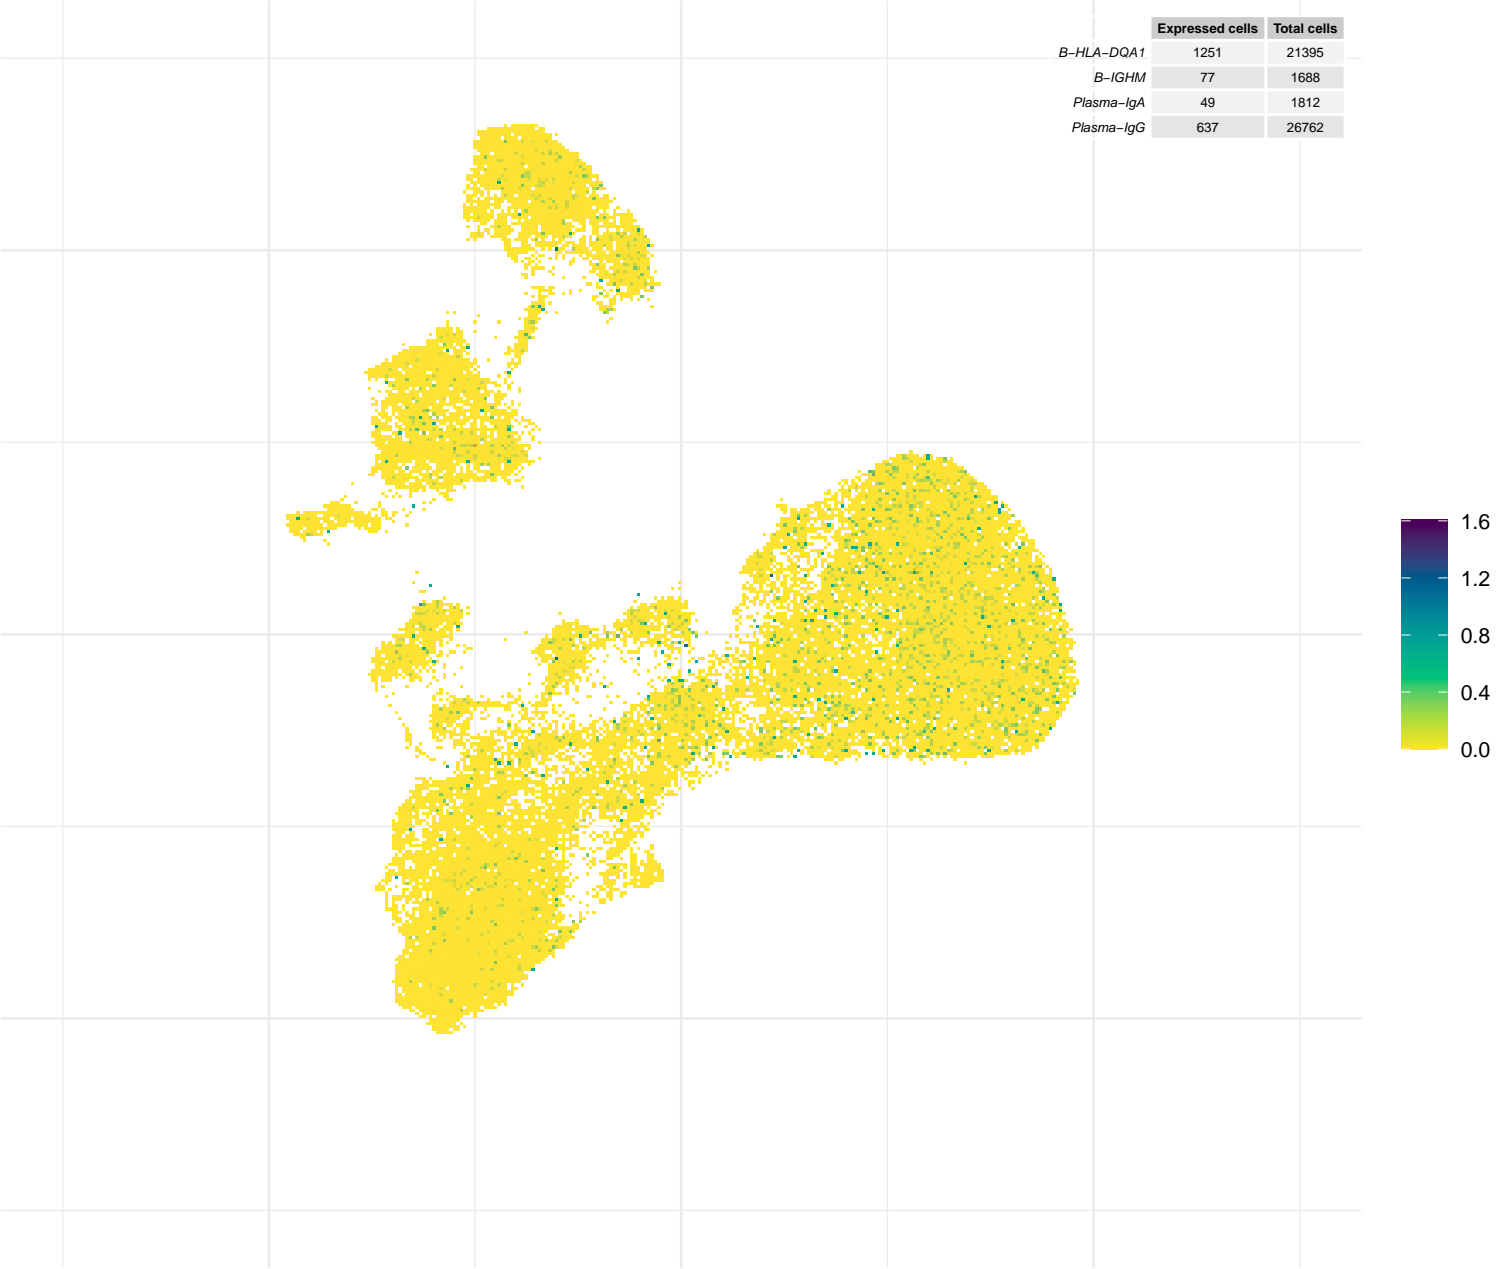 Expressed cells Total cells
B−HLA−DQA1 1251 21395
B−IGHM 77 1688
Plasma−IgA 49 1812
Plasma−IgG 637 26762
1.6
1.2
0.8
0.4
0.0